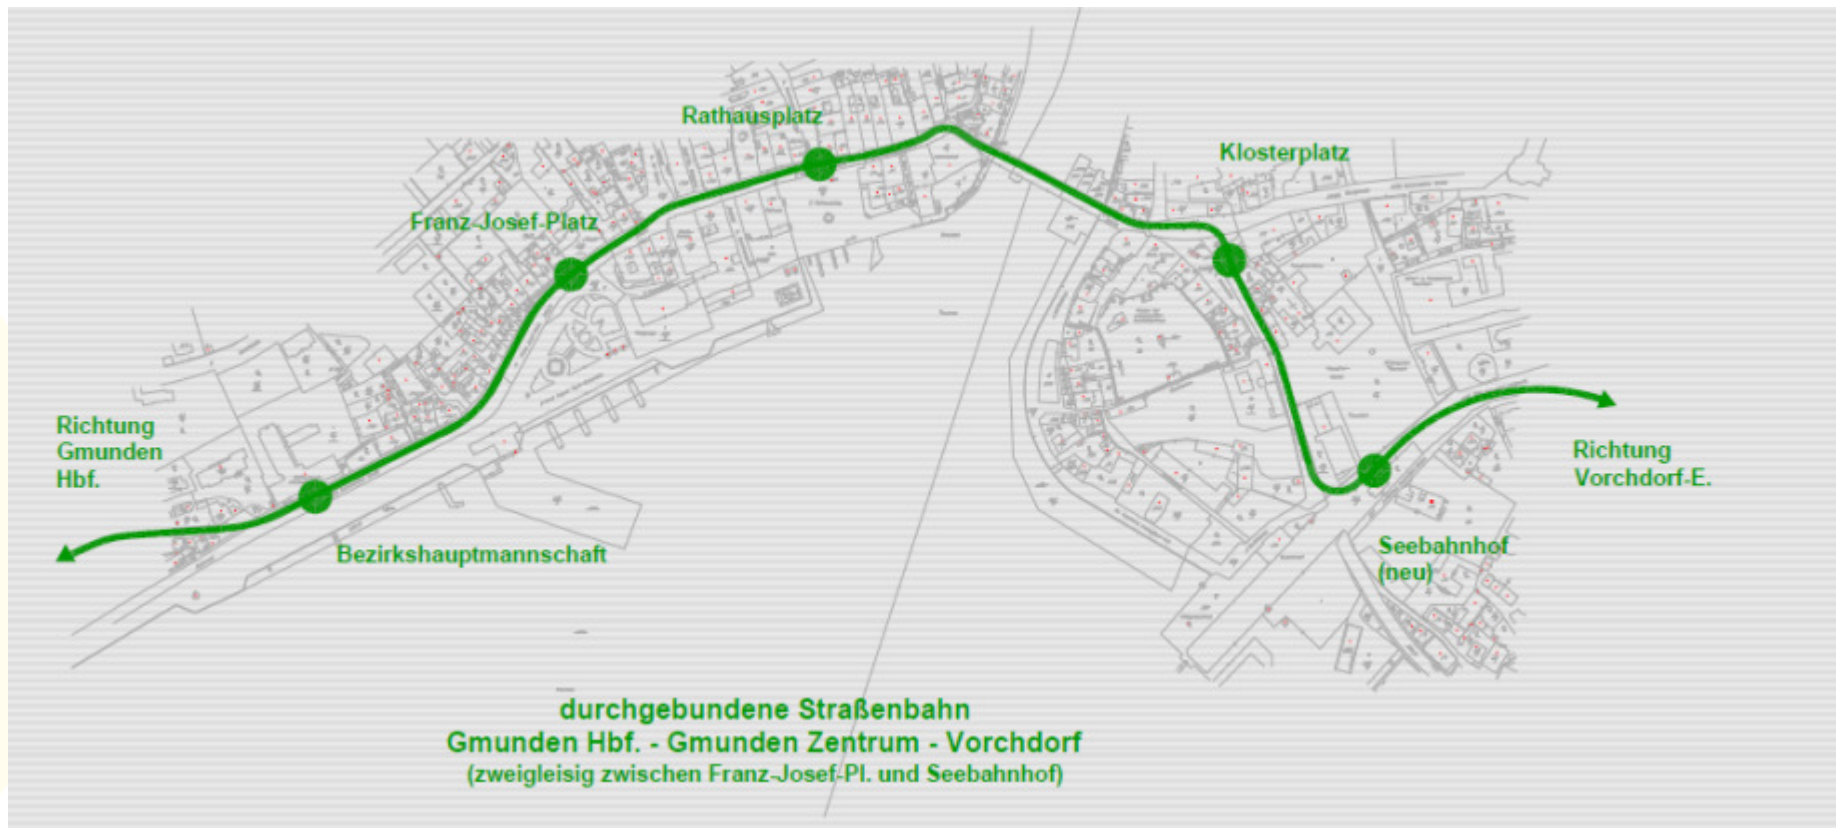 Rathausplatz
Klosterplatz
Franz-Josef-Platz
Richtung
Gmunden
Hbf.
Richtung
Vorchdorf-E.
Bezirkshauptmannschaft
Seebahnhof
(neu)
durchgebundene Straßenbahn
Gmunden Hbf. - Gmunden Zentrum - Vorchdorf
(zweigleisig zwischen Franz-Josef-Pl. und Seebahnhof)